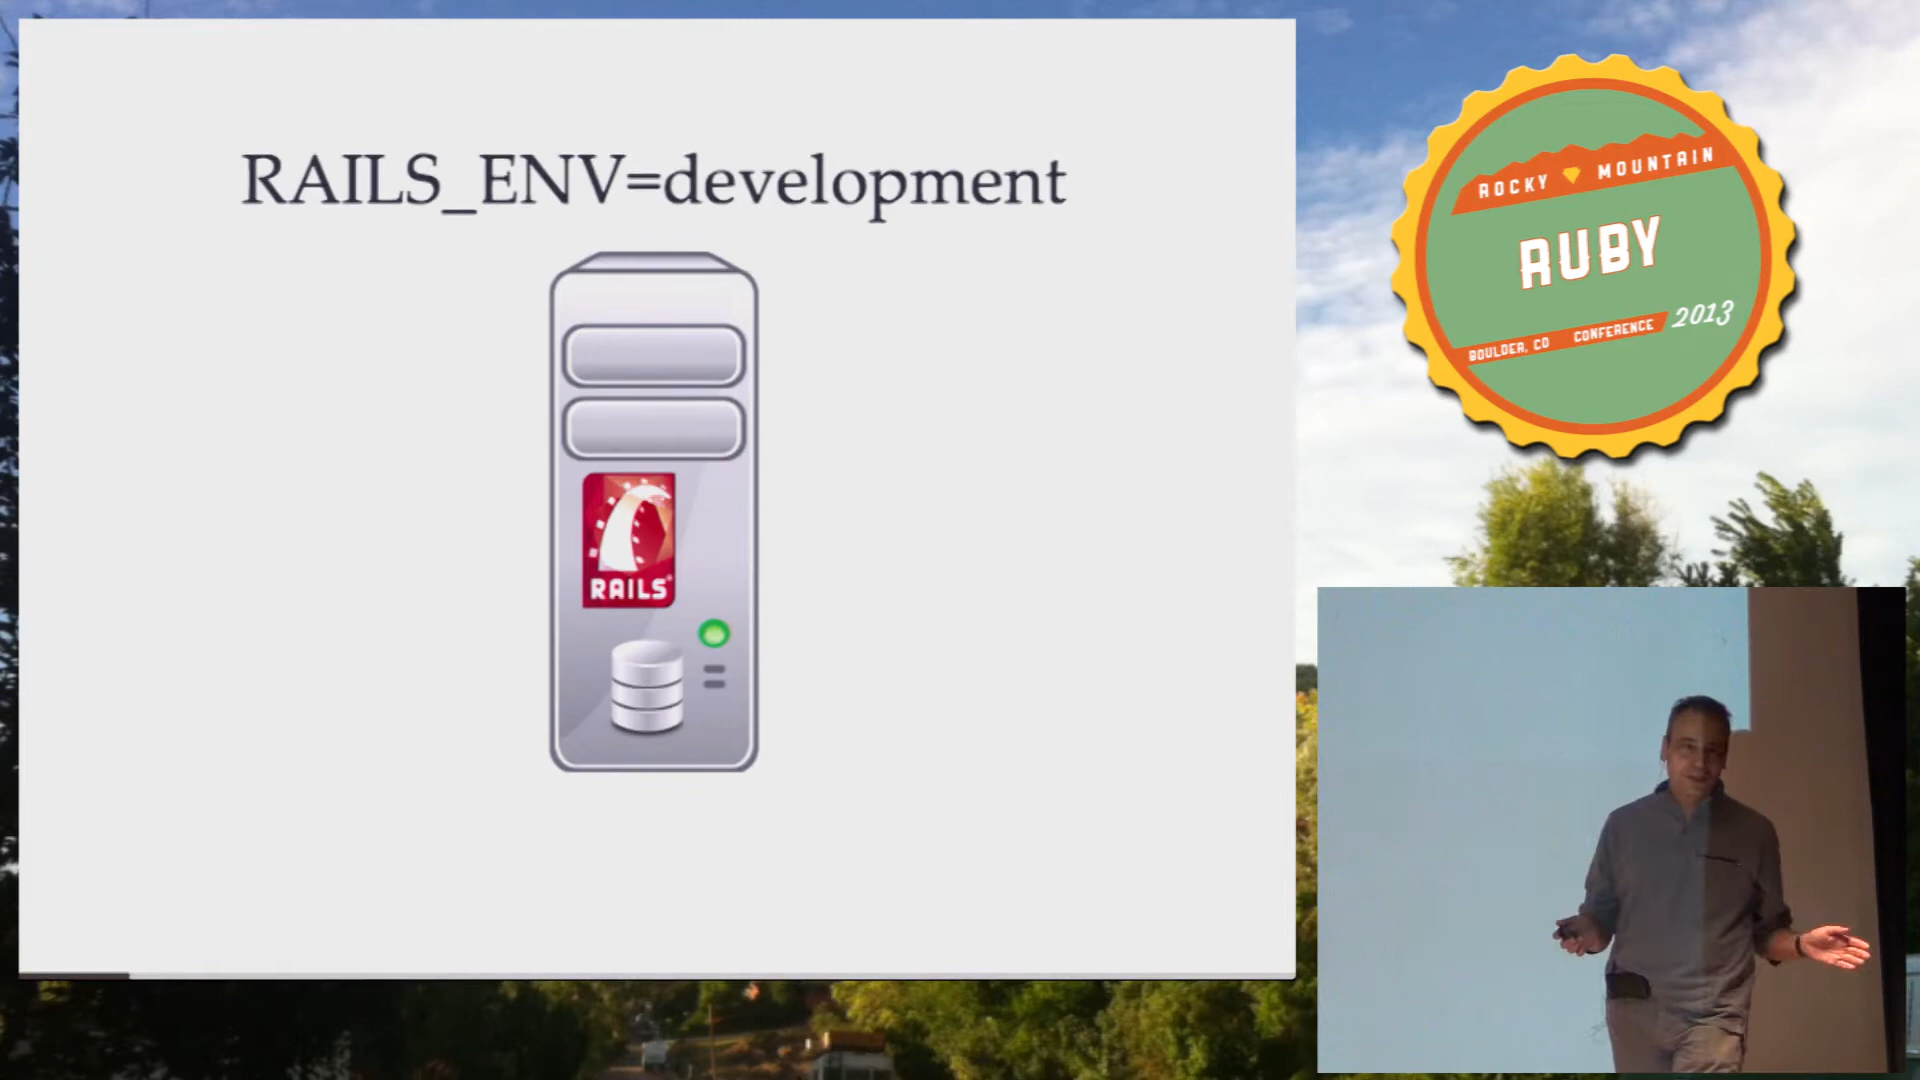 RAILS_ENV=development
RAILS
ROCKY MOUNTAIN
RUBY
BOULDER, CO CONFERENCE 2013